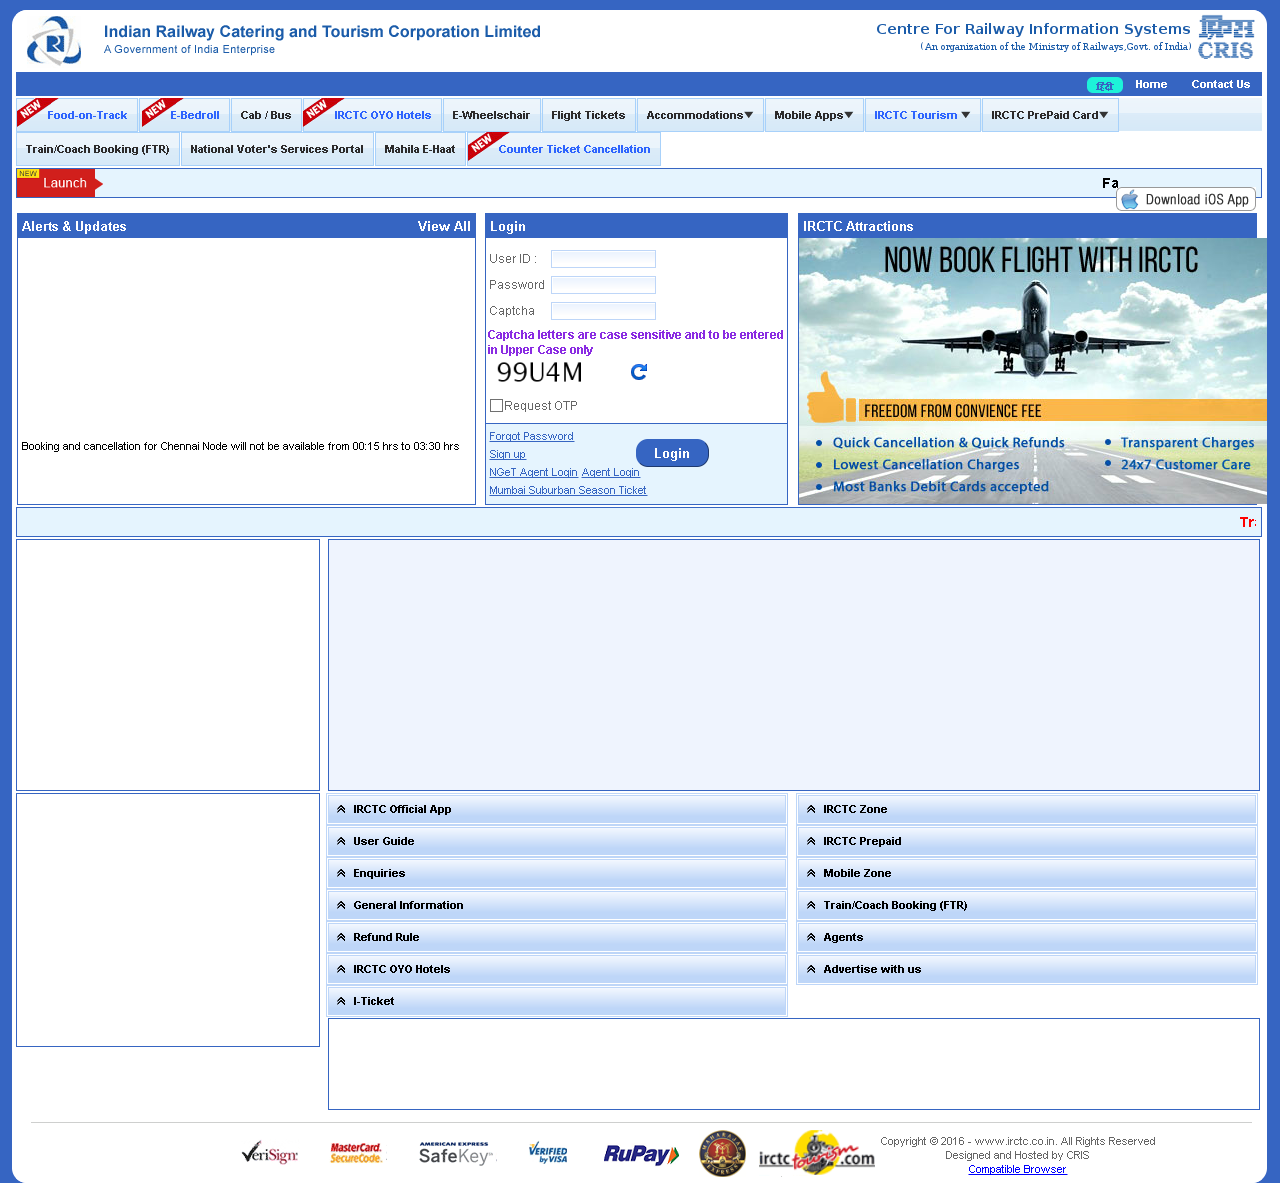 Indian Railway Catering and Tourism Corporation Limited
A Government of India Enterprise
Centre For Railway Information Systems
(An organization of the Ministry of Railways,Govt. of India)
CRIS
हिंदी Home Contact Us
NEW Food-on-Track NEW E-Bedroll Cab / Bus NEW IRCTC OYO Hotels E-Wheelschair Flight Tickets Accommodations Mobile Apps IRCTC Tourism IRCTC PrePaid Card
Train/Coach Booking (FTR) National Voter's Services Portal Mahila E-Haat NEW Counter Ticket Cancellation
NEW
Launch Fa
Download iOS App
Alerts & Updates View All
Booking and cancellation for Chennai Node will not be available from 00:15 hrs to 03:30 hrs
Login
User ID :
Password
Captcha
Captcha letters are case sensitive and to be entered
in Upper Case only
99U4M
Request OTP
Forgot Password
Sign up
Login
NGeT Agent Login Agent Login
Mumbai Suburban Season Ticket
IRCTC Attractions
NOW BOOK FLIGHT WITH IRCTC
FREEDOM FROM CONVIENCE FEE
Quick Cancellation & Quick Refunds
Transparent Charges
Lowest Cancellation Charges
24x7 Customer Care
Most Banks Debit Cards accepted
Tr
IRCTC Official App
IRCTC Zone
User Guide
IRCTC Prepaid
Enquiries
Mobile Zone
General Information
Train/Coach Booking (FTR)
Refund Rule
Agents
IRCTC OYO Hotels
Advertise with us
I-Ticket
VeriSign
MasterCard.
SecureCode.
AMERICAN EXPRESS
SafeKey
VERIFIED
by VISA
RuPay
MAHARAJAS
EXPRESS
irctc tourism .com
Copyright © 2016 - www.irctc.co.in. All Rights Reserved
Designed and Hosted by CRIS
Compatible Browser